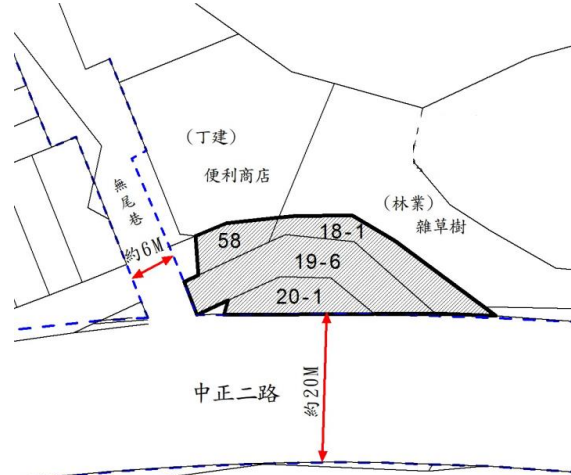 (丁建)
便利商店
無尾巷
(林業)
雜草樹
約6M
58
18-1
19-6
20-1
中正二路
約20M